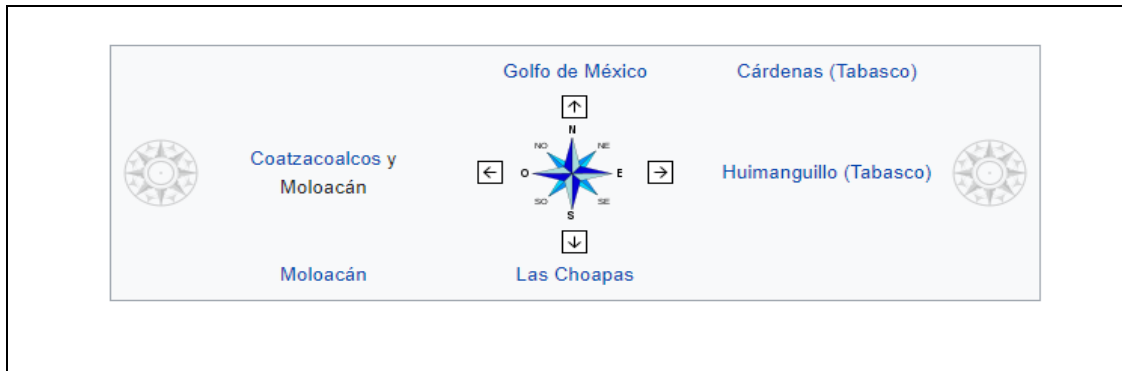 Golfo de México
Cárdenas (Tabasco)
N
NO
NE
Coatzacoalcos y
Moloacán
O
E
Huimanguillo (Tabasco)
SO
SE
S
Moloacán
Las Choapas